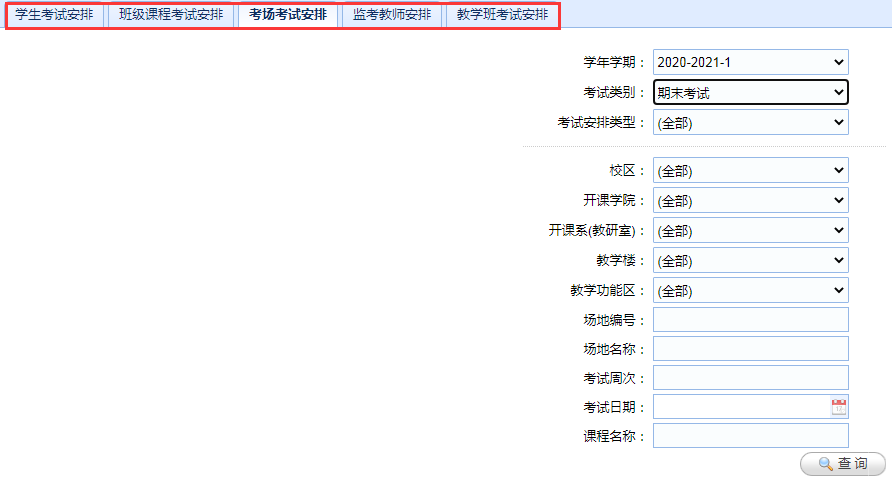 学生考试安排 班级课程考试安排 考场考试安排 监考教师安排 教学班考试安排
学年学期： 2020-2021-1
考试类别： 期末考试
考试安排类型： (全部)
校区： (全部)
开课学院： (全部)
开课系(教研室)： (全部)
教学楼： (全部)
教学功能区： (全部)
场地编号：
场地名称：
考试周次：
考试日期：
课程名称：
查 询